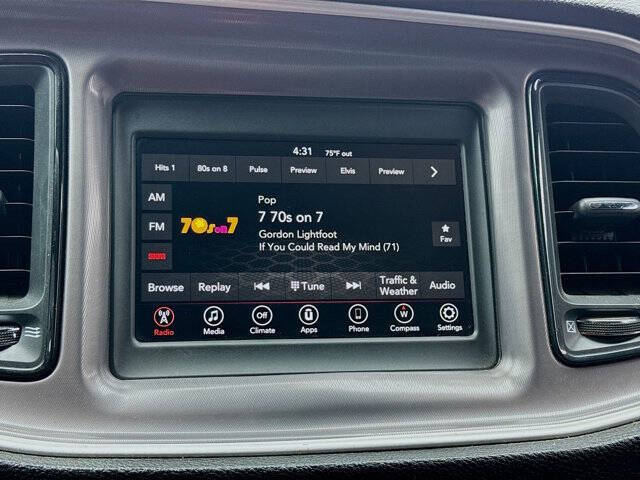 4:31 75°F out
Hits 1 80s on 8 Pulse Preview Elvis Preview
AM
Pop
70s on 7
7 70s on 7
FM
Gordon Lightfoot
If You Could Read My Mind (71)
Fav
Browse Replay Tune Traffic & Weather Audio
Off W
Radio Media Climate Apps Phone Compass Settings